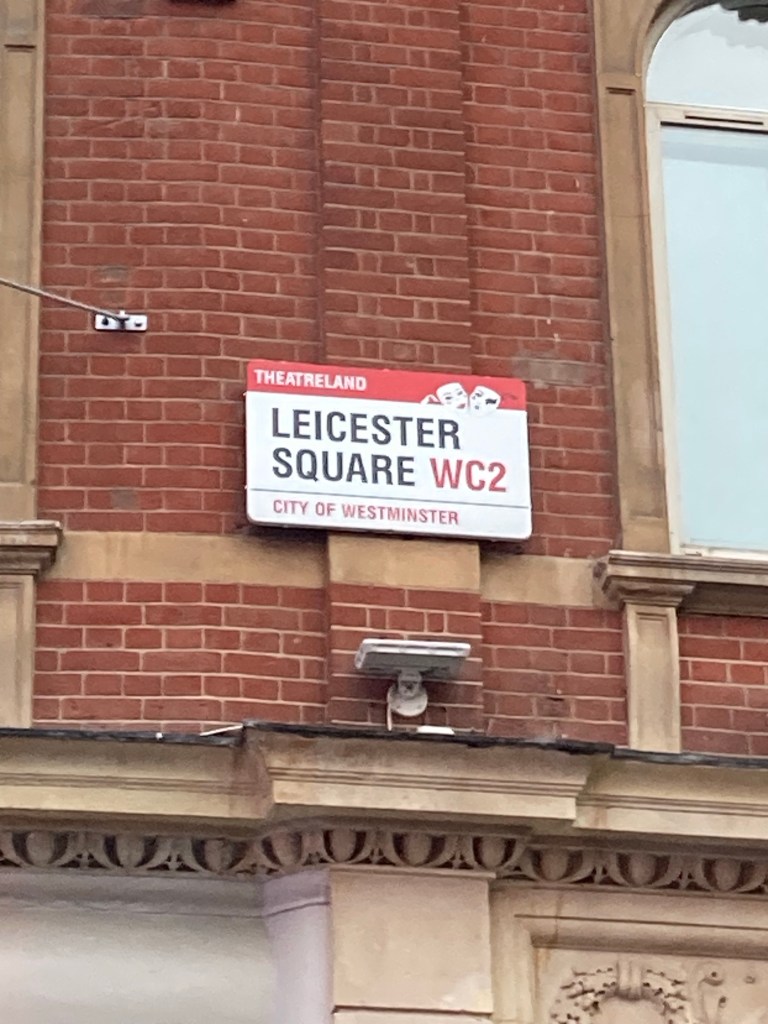 THEATRELAND
LEICESTER
SQUARE WC2
CITY OF WESTMINSTER